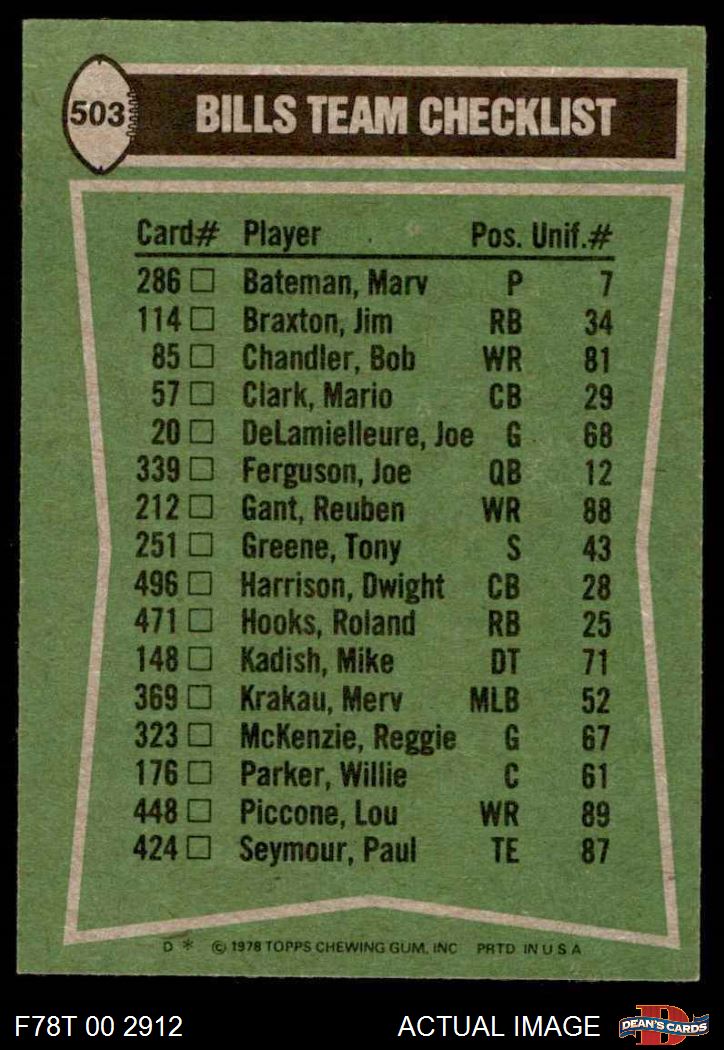 503
BILLS TEAM CHECKLIST
Card# Player Pos. Unif.#
286 □ Bateman, Marv P 7
114 □ Braxton, Jim RB 34
85 □ Chandler, Bob WR 81
57 □ Clark, Mario CB 29
20 □ DeLamielleure, Joe G 68
339 □ Ferguson, Joe QB 12
212 □ Gant, Reuben WR 88
251 □ Greene, Tony S 43
496 □ Harrison, Dwight CB 28
471 □ Hooks, Roland RB 25
148 □ Kadish, Mike DT 71
369 □ Krakau, Merv MLB 52
323 □ McKenzie, Reggie G 67
176 □ Parker, Willie C 61
448 □ Piccone, Lou WR 89
424 □ Seymour, Paul TE 87
D * © 1978 TOPPS CHEWING GUM, INC PRTD IN U S A
F78T 00 2912 ACTUAL IMAGE
D
DEAN'S CARDS